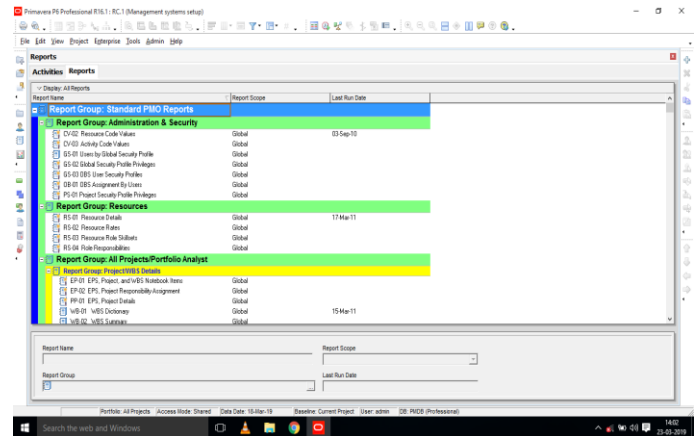 Primavera P6 Professional R16.1 : RC.1 (Management systems setup)
File Edit View Project Enterprise Tools Admin Help
Reports
Activities Reports
Display: All Reports
Report Name Report Scope Last Run Date
Report Group: Standard PMO Reports
Report Group: Administration & Security
CV-02 Resource Code Values Global 03-Sep-10
CV-03 Activity Code Values Global
GS-01 Users by Global Security Profile Global
GS-02 Global Security Profile Privileges Global
GS-03 OBS User Security Profiles Global
OB-01 OBS Assignment By Users Global
PS-01 Project Security Profile Privileges Global
Report Group: Resources
RS-01 Resource Details Global 17-Mar-11
RS-02 Resource Rates Global
RS-03 Resource Role Skillsets Global
RS-04 Role Responsibilities Global
Report Group: All Projects/Portfolio Analyst
Report Group: Project/WBS Details
EP-01 EPS, Project, and WBS Notebook Items Global
EP-02 EPS, Project Responsibility Assignment Global
PP-01 EPS, Project Details Global
WB-01 WBS Dictionary Global 15-Mar-11
WB-02 WBS Summary Global
Report Name Report Scope
Report Group Last Run Date
Portfolio: All Projects Access Mode: Shared Data Date: 18-Mar-19 Baseline: Current Project User: admin DB: PMDB (Professional)
Search the web and Windows
14:02
23-03-2019